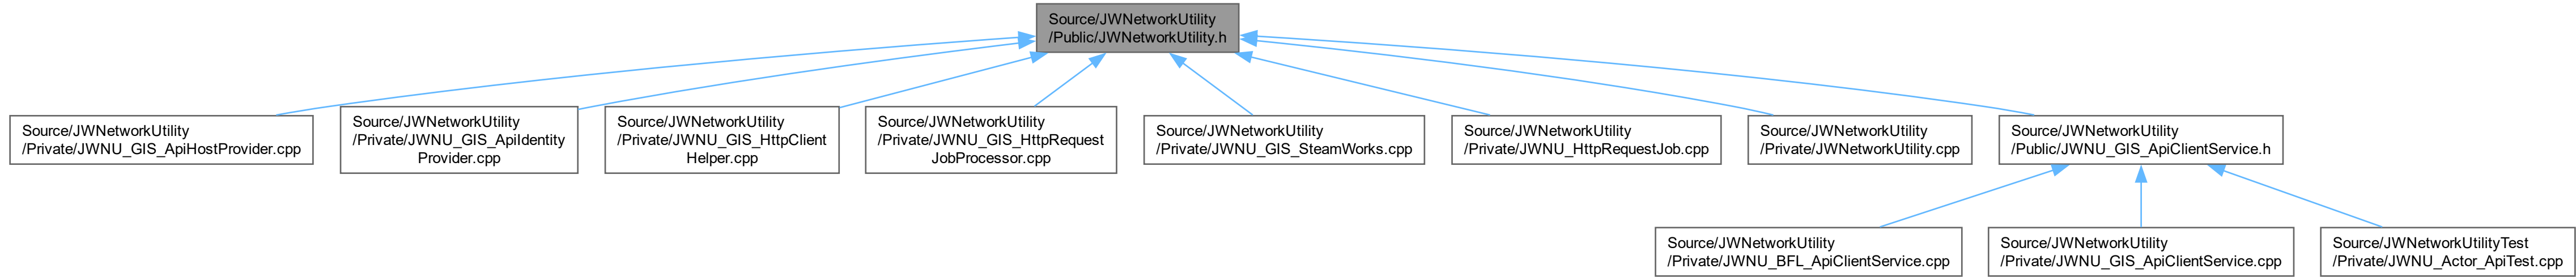 Source/JWNetworkUtility
/Public/JWNetworkUtility.h
Source/JWNetworkUtility
/Private/JWNU_GIS_ApiHostProvider.cpp
Source/JWNetworkUtility
/Private/JWNU_GIS_ApiIdentity
Provider.cpp
Source/JWNetworkUtility
/Private/JWNU_GIS_HttpClient
Helper.cpp
Source/JWNetworkUtility
/Private/JWNU_GIS_HttpRequest
JobProcessor.cpp
Source/JWNetworkUtility
/Private/JWNU_GIS_SteamWorks.cpp
Source/JWNetworkUtility
/Private/JWNU_HttpRequestJob.cpp
Source/JWNetworkUtility
/Private/JWNetworkUtility.cpp
Source/JWNetworkUtility
/Public/JWNU_GIS_ApiClientService.h
Source/JWNetworkUtility
/Private/JWNU_BFL_ApiClientService.cpp
Source/JWNetworkUtility
/Private/JWNU_GIS_ApiClientService.cpp
Source/JWNetworkUtilityTest
/Private/JWNU_Actor_ApiTest.cpp